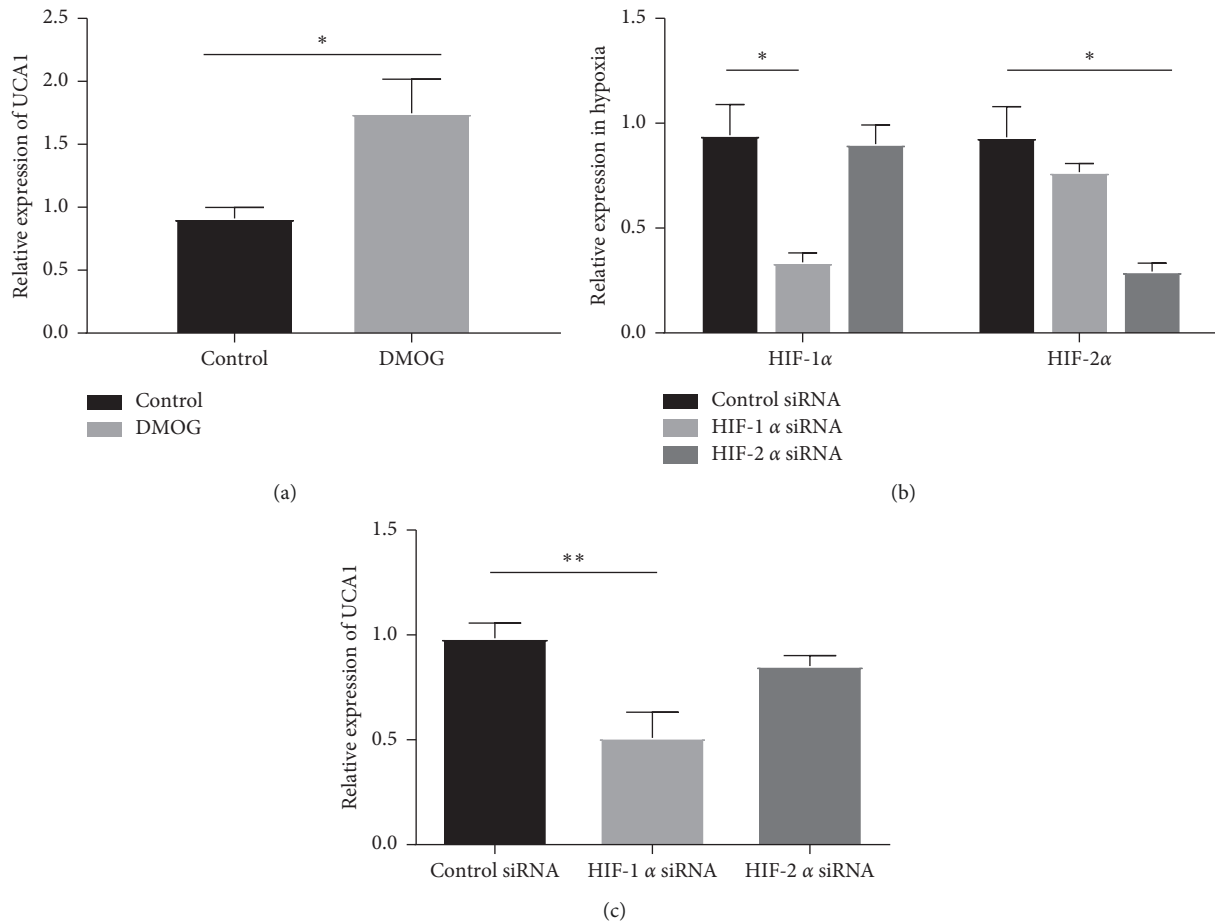 Relative expression of UCA1
2.5
2.0
1.5
1.0
0.5
0.0
*
Control
DMOG
Control
DMOG
(a)
Relative expression in hypoxia
1.5
1.0
0.5
0.0
*
*
HIF-1α
HIF-2α
Control siRNA
HIF-1 α siRNA
HIF-2 α siRNA
(b)
Relative expression of UCA1
1.5
1.0
0.5
0.0
**
Control siRNA
HIF-1 α siRNA
HIF-2 α siRNA
(c)